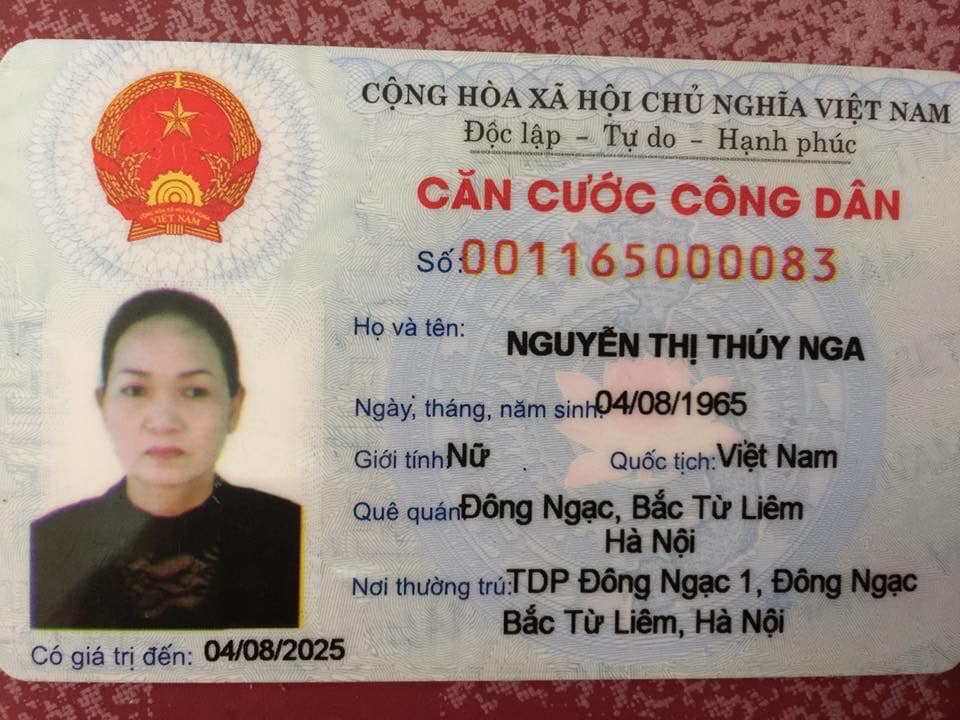 CỘNG HÒA XÃ HỘI CHỦ NGHĨA VIỆT NAM
Độc lập - Tự do - Hạnh phúc
CĂN CƯỚC CÔNG DÂN
Số: 001165000083
Họ và tên: NGUYỄN THỊ THÚY NGA
Ngày, tháng, năm sinh: 04/08/1965
Giới tính: Nữ Quốc tịch: Việt Nam
Quê quán: Đông Ngạc, Bắc Từ Liêm
Hà Nội
Nơi thường trú: TDP Đông Ngạc 1, Đông Ngạc
Bắc Từ Liêm, Hà Nội
Có giá trị đến: 04/08/2025
CỘNG HÒA XÃ HỘI CHỦ NGHĨA
VIỆT NAM